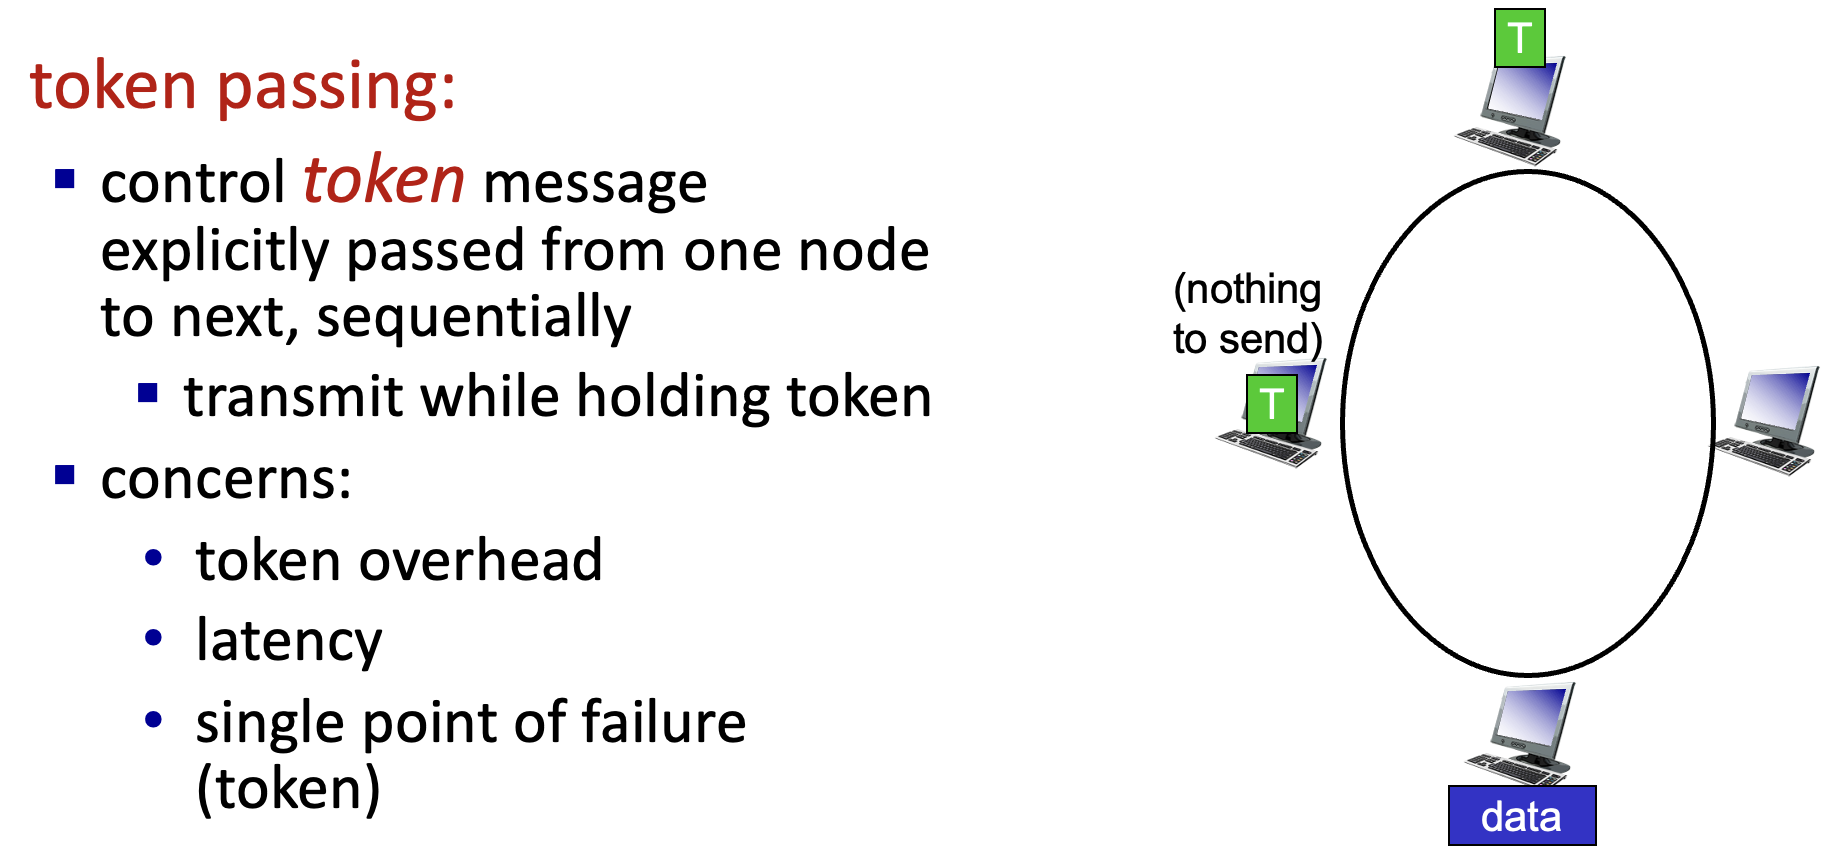 token passing:
control token message
explicitly passed from one node
to next, sequentially
transmit while holding token
concerns:
token overhead
latency
single point of failure
(token)
T
(nothing
to send)
T
data